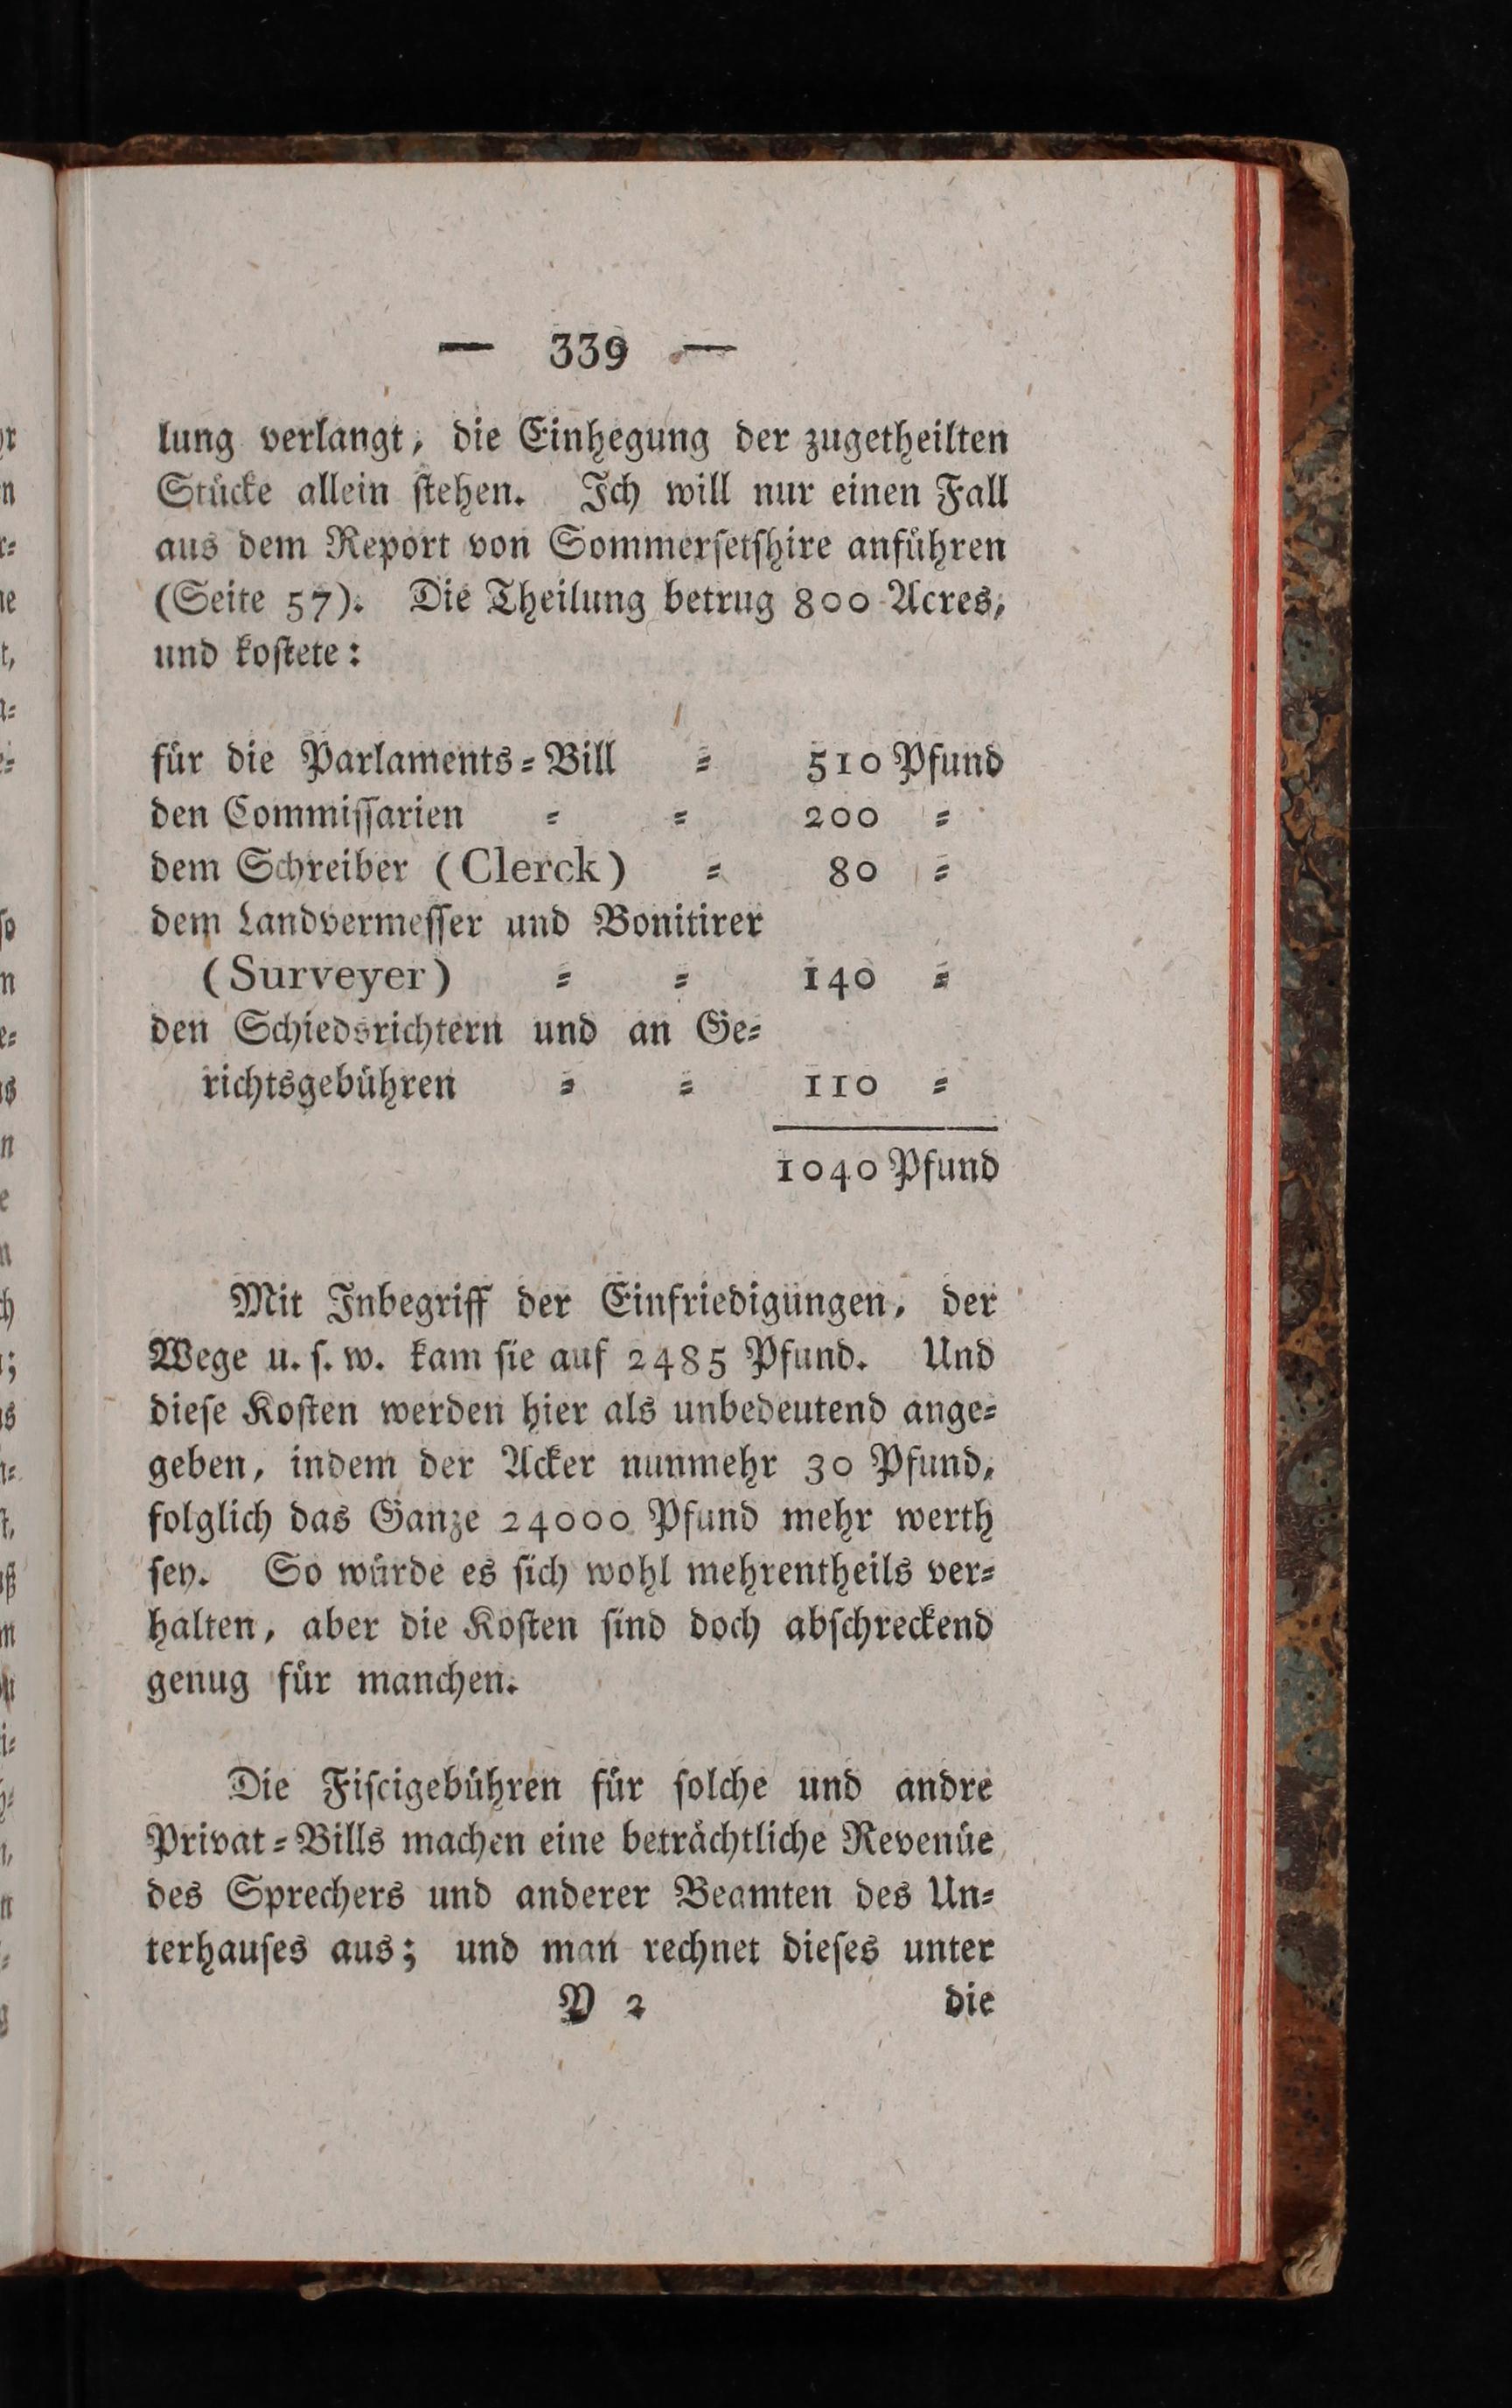 — 339 —
lung verlangt, die Einhegung der zugetheilten
Stücke allein ſtehen. Ich will nur einen Fall
aus dem Report von Sommerſetſhire anführen
(Seite 57). Die Theilung betrug 800 Acres,
und koſtete:
für die Parlaments⸗Bill ⸗ 510 Pfund
den Commiſſarien ⸗ ⸗ 200 ⸗
dem Schreiber (Clerck) ⸗ 80 ⸗
dem Landvermeſſer und Bonitirer
(Surveyer) ⸗ ⸗ 140 ⸗
den Schiedsrichtern und an Ge⸗
richtsgebühren ⸗ ⸗ 110 ⸗
1040 Pfund
Mit Inbegriff der Einfriedigungen, der
Wege u. ſ. w. kam ſie auf 2485 Pfund. Und
dieſe Koſten werden hier als unbedeutend ange⸗
geben, indem der Acker nunmehr 30 Pfund,
folglich das Ganze 24000 Pfund mehr werth
ſey. So würde es ſich wohl mehrentheils ver⸗
halten, aber die Koſten ſind doch abſchreckend
genug für manchen.
Die Fiſcigebühren für ſolche und andre
Privat⸗Bills machen eine beträchtliche Revenüe
des Sprechers und anderer Beamten des Un⸗
terhauſes aus; und man rechnet dieſes unter
Y 2 die